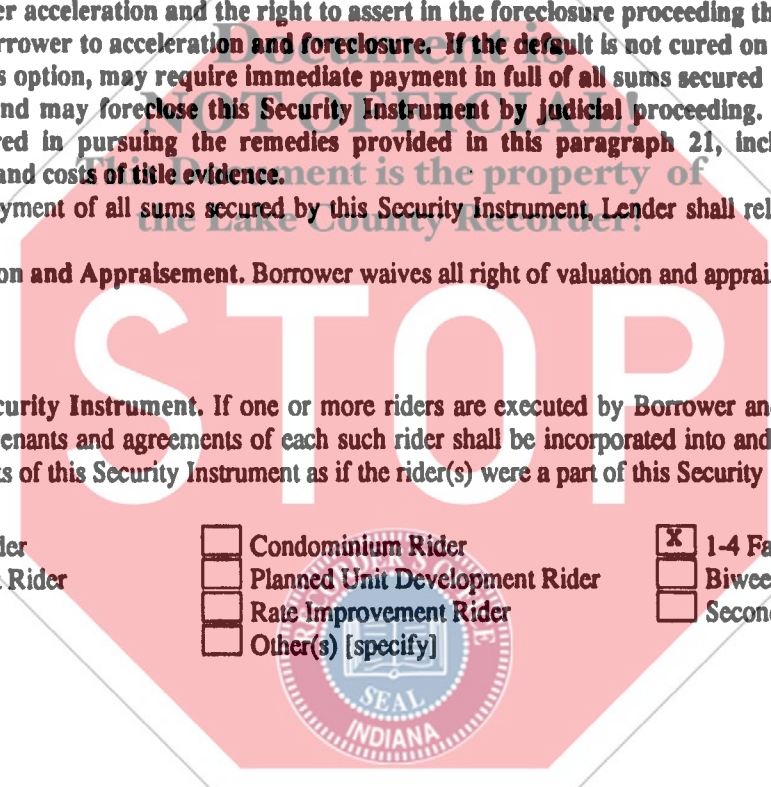 er acceleration and the right to assert in the foreclosure proceeding th
rrower to acceleration and foreclosure. If the default is not cured on
s option, may require immediate payment in full of all sums secured
nd may foreclose this Security Instrument by judicial proceeding.
red in pursuing the remedies provided in this paragraph 21, incl
and costs of title evidence.
yment of all sums secured by this Security Instrument, Lender shall rel
on and Appraisement. Borrower waives all right of valuation and apprai
curity Instrument. If one or more riders are executed by Borrower an
enants and agreements of each such rider shall be incorporated into and
ts of this Security Instrument as if the rider(s) were a part of this Security
der
Condominium Rider
X 1-4 Fa
Rider
Planned Unit Development Rider
Biwee
Rate Improvement Rider
Second
Other(s) [specify]
Document is
NOT OFFICIAL!
This Document is the property of
the Lake County Recorder!
STOP
RECORDER'S OFFICE
SEAL
INDIANA